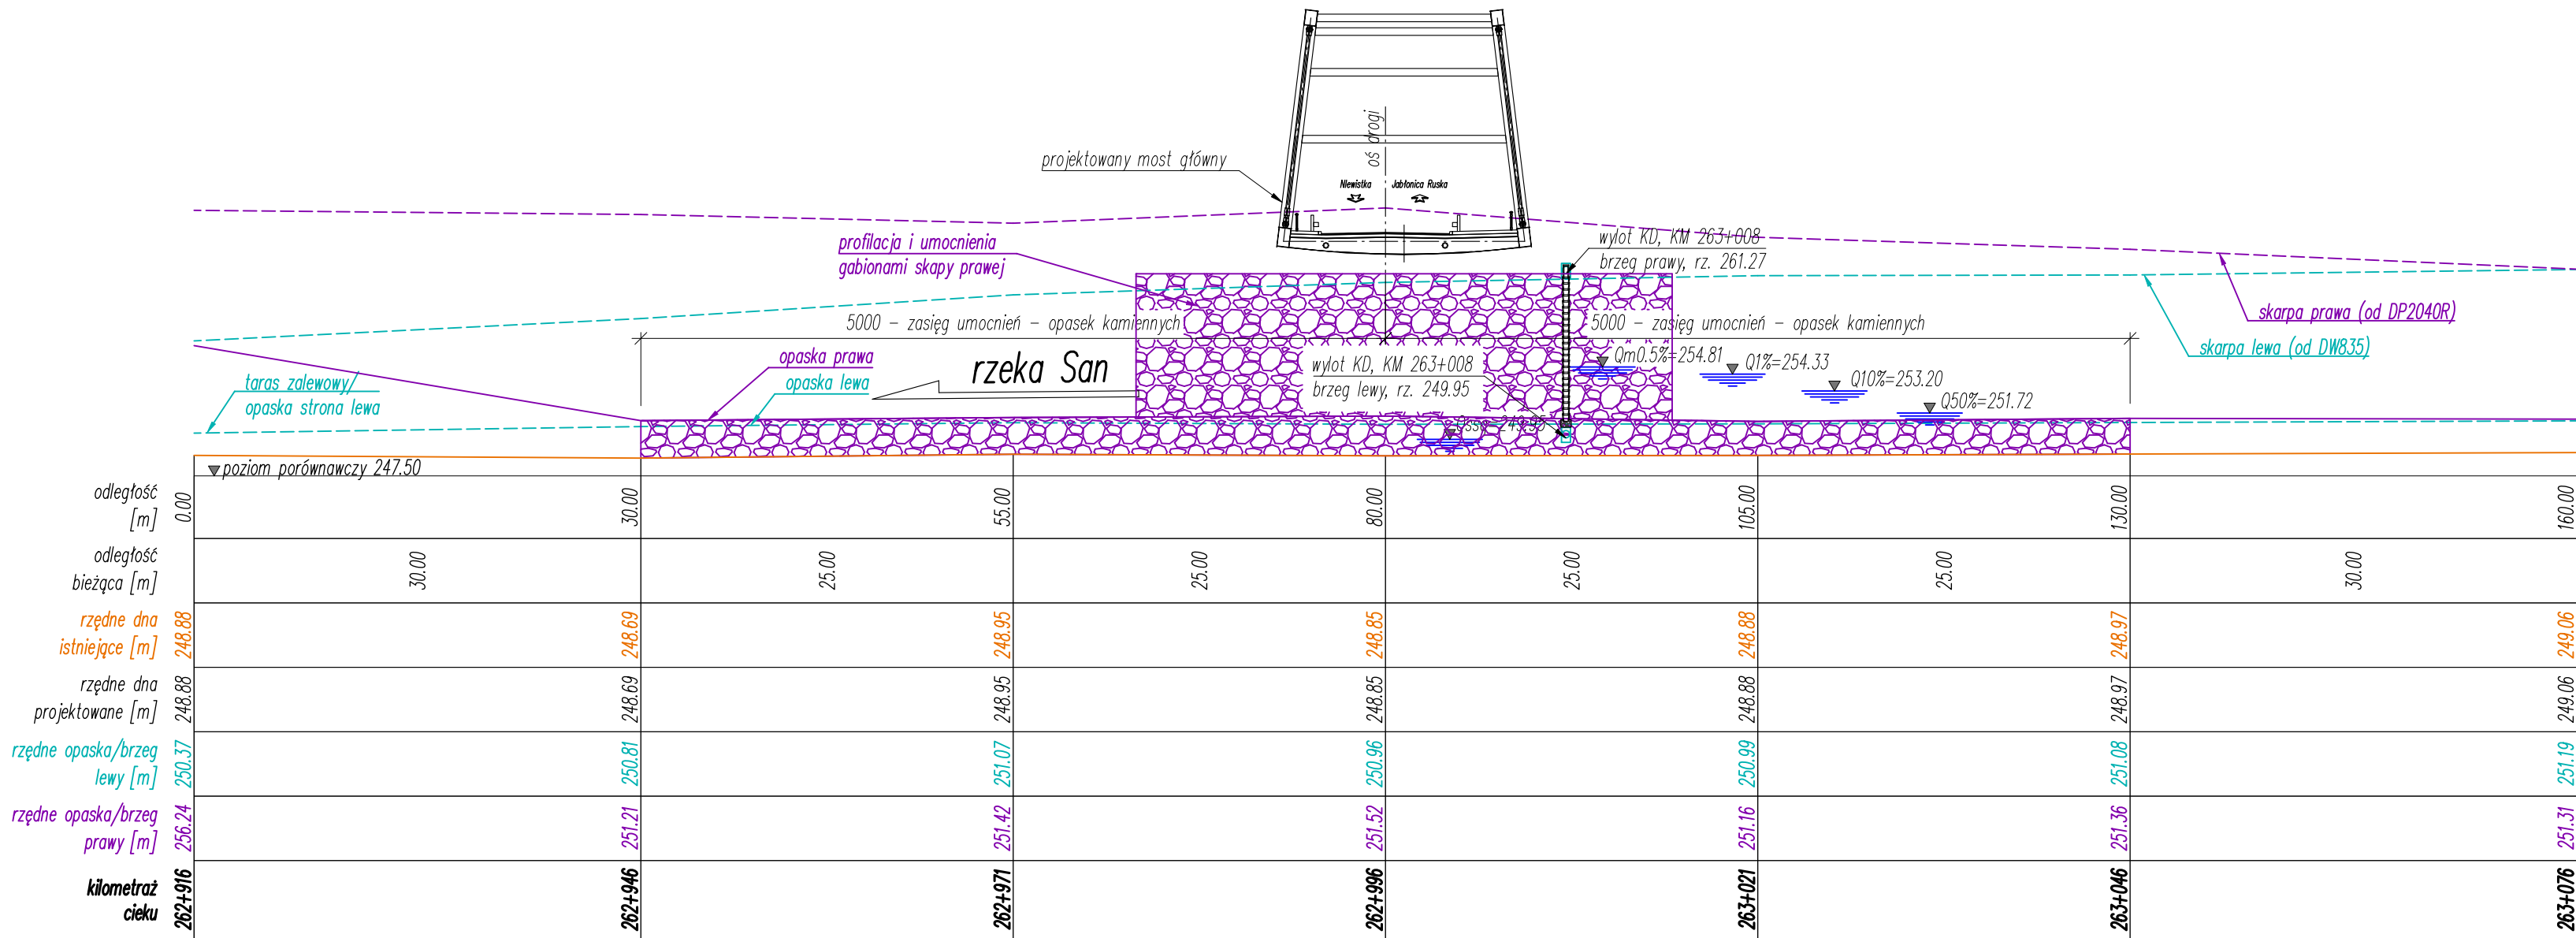 oś drogi
projektowany most główny
Niewistka
Jabłonica Ruska
profilacja i umocnienia
gabionami skapy prawej
wylot KD, KM 263+008
brzeg prawy, rz. 261.27
5000 - zasięg umocnień - opasek kamiennych
5000 - zasięg umocnień - opasek kamiennych
skarpa prawa (od DP2040R)
skarpa lewa (od DW835)
opaska prawa
opaska lewa
rzeka San
wylot KD, KM 263+008
brzeg lewy, rz. 249.95
Qm0.5%=254.81
Q1%=254.33
Q10%=253.20
Q50%=251.72
taras zalewowy/
opaska strona lewa
poziom porównawczy 247.50
odległość
[m]
0.00 30.00 55.00 80.00 105.00 130.00 160.00
odległość
bieżąca [m]
30.00 25.00 25.00 25.00 25.00 30.00
rzędne dna
istniejące [m]
248.88 248.69 248.95 248.85 248.88 248.97 249.06
rzędne dna
projektowane [m]
248.88 248.69 248.95 248.85 248.88 248.97 249.06
rzędne opaska/brzeg
lewy [m]
250.37 250.81 251.07 250.96 250.99 251.08 251.19
rzędne opaska/brzeg
prawy [m]
256.24 251.21 251.42 251.52 251.16 251.36 251.31
kilometraż
cieku
262+916 262+946 262+971 262+996 263+021 263+046 263+076